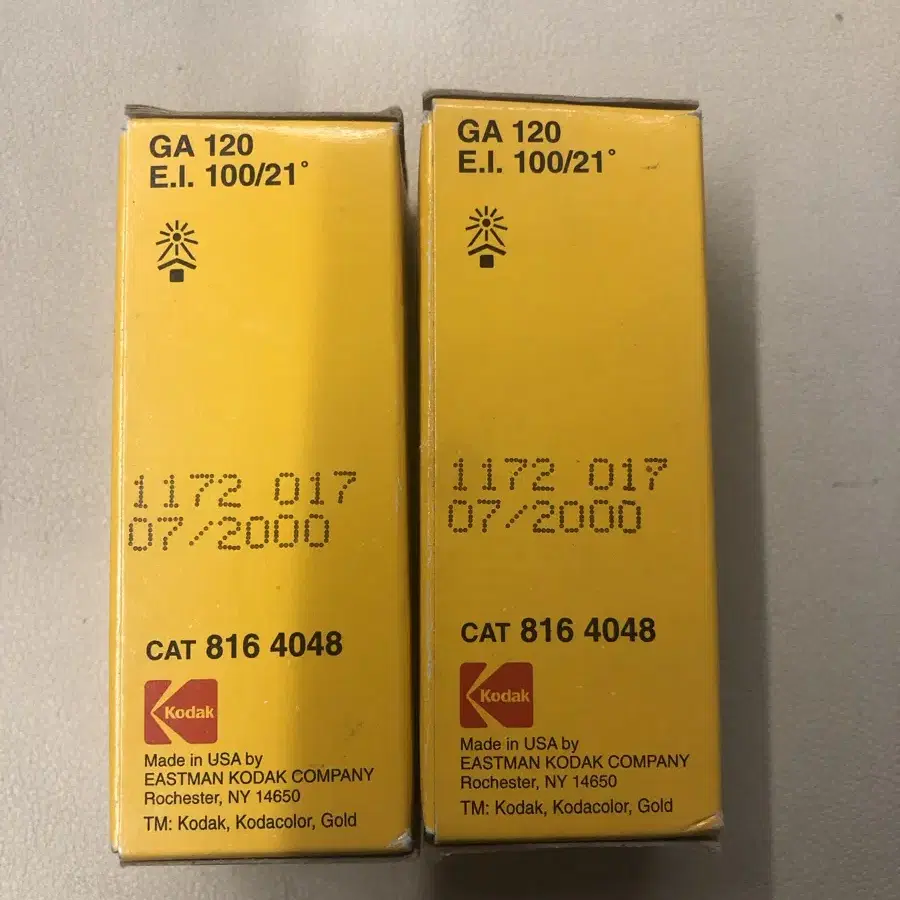 GA 120
E.I. 100/21°
1172 017
07/2000
CAT 816 4048
Kodak
Made in USA by
EASTMAN KODAK COMPANY
Rochester, NY 14650
TM: Kodak, Kodacolor, Gold
GA 120
E.I. 100/21°
1172 017
07/2000
CAT 816 4048
Kodak
Made in USA by
EASTMAN KODAK COMPANY
Rochester, NY 14650
TM: Kodak, Kodacolor, Gold